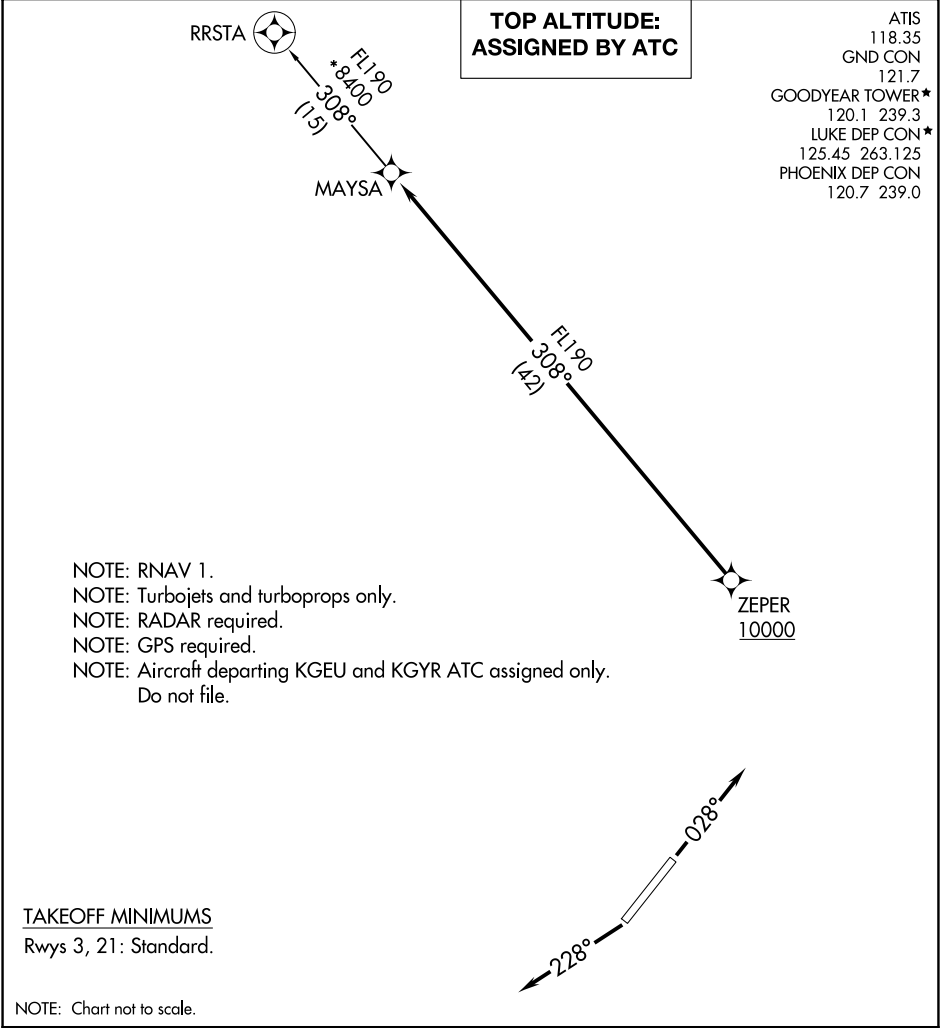 RRSTA
TOP ALTITUDE:
ASSIGNED BY ATC
ATIS
118.35
GND CON
121.7
GOODYEAR TOWER★
120.1 239.3
LUKE DEP CON★
125.45 263.125
PHOENIX DEP CON
120.7 239.0
FL190
*8400
308°
(15)
MAYSA
FL190
308°
(42)
ZEPER
10000
NOTE: RNAV 1.
NOTE: Turbojets and turboprops only.
NOTE: RADAR required.
NOTE: GPS required.
NOTE: Aircraft departing KGEU and KGYR ATC assigned only.
Do not file.
028°
228°
TAKEOFF MINIMUMS
Rwys 3, 21: Standard.
NOTE: Chart not to scale.